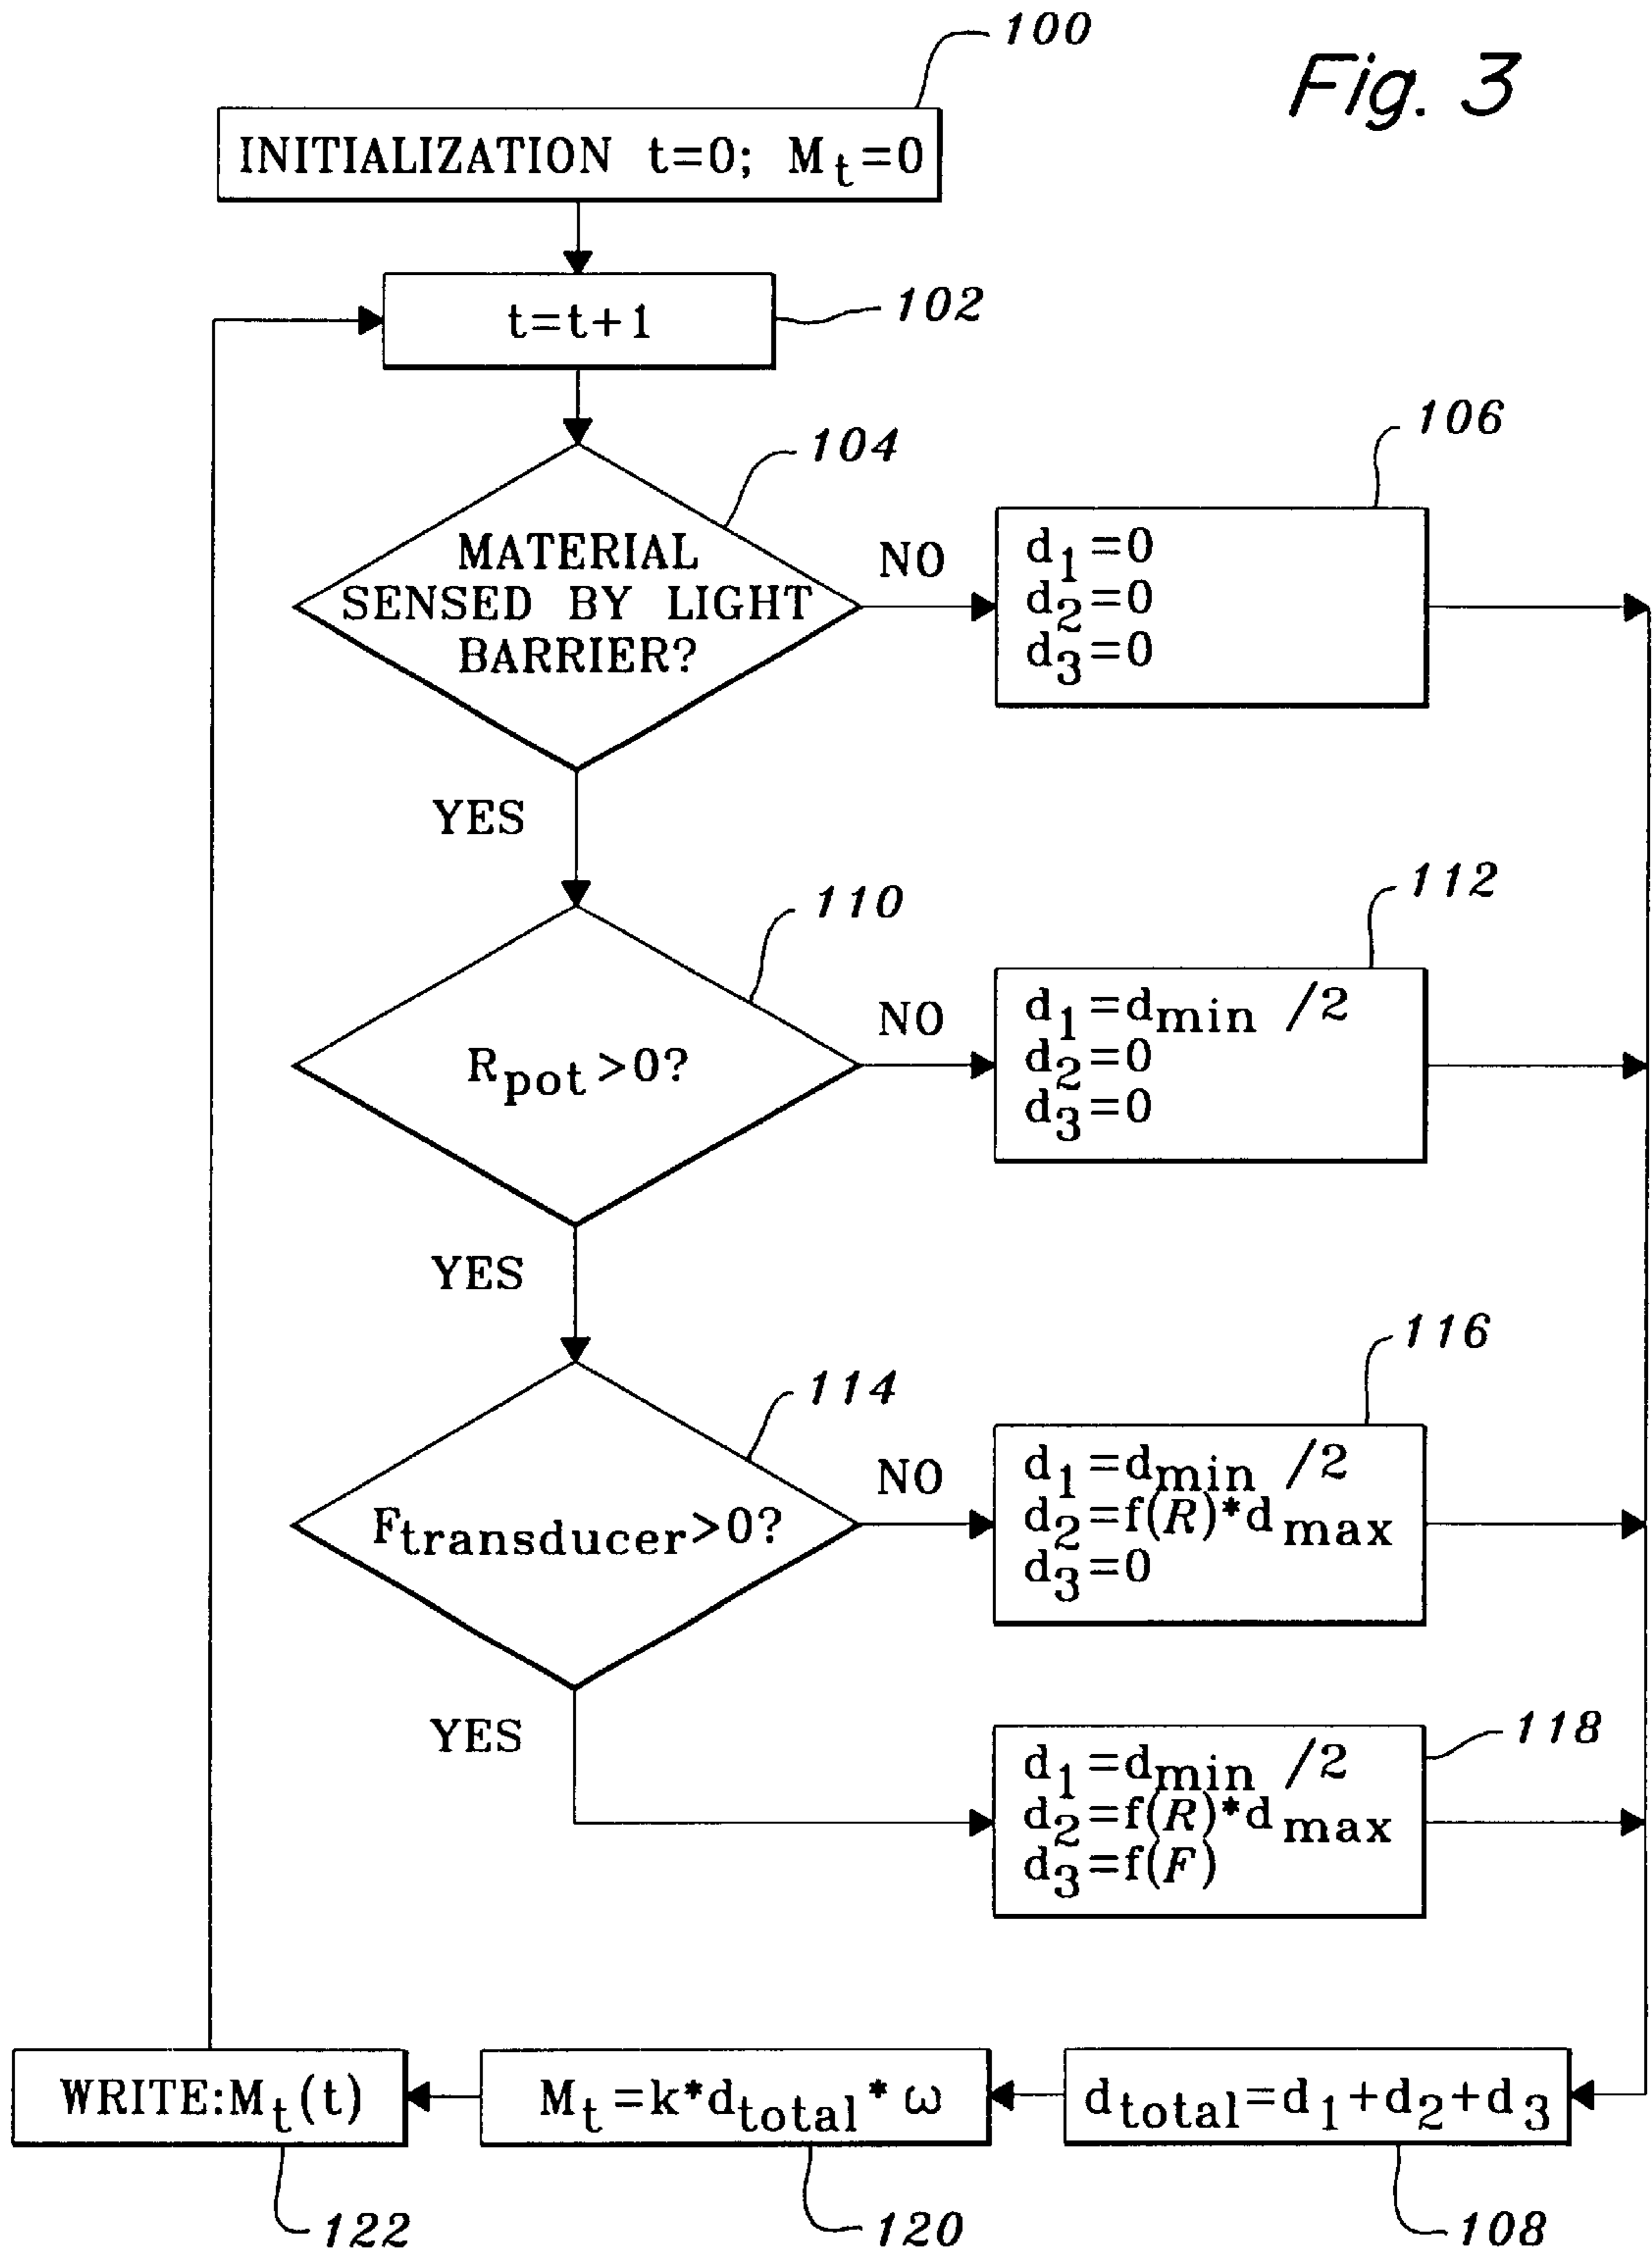 100
Fig. 3
INITIALIZATION t=0; Mt=0
t=t+1
102
104
106
MATERIAL
SENSED BY LIGHT
BARRIER?
NO
d1=0
d2=0
d3=0
YES
110
112
Rpot>0?
NO
d1=dmin /2
d2=0
d3=0
YES
114
116
Ftransducer>0?
NO
d1=dmin /2
d2=f(R)*dmax
d3=0
YES
118
d1=dmin /2
d2=f(R)*dmax
d3=f(F)
WRITE:Mt(t)
Mt=k*dtotal*ω
dtotal=d1+d2+d3
122
120
108